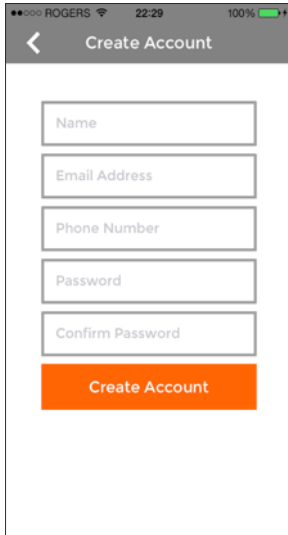 ROGERS 22:29 100%
Create Account
Name
Email Address
Phone Number
Password
Confirm Password
Create Account